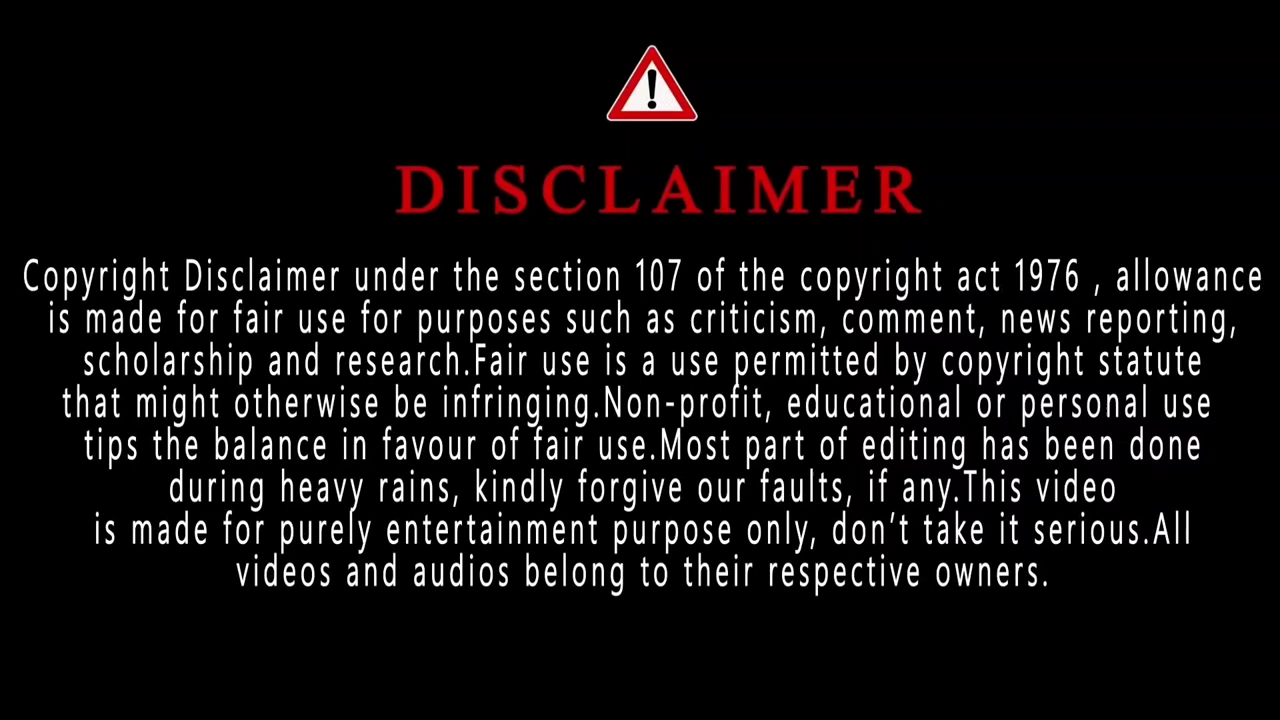 DISCLAIMER
Copyright Disclaimer under the section 107 of the copyright act 1976 , allowance
is made for fair use for purposes such as criticism, comment, news reporting,
scholarship and research.Fair use is a use permitted by copyright statute
that might otherwise be infringing.Non-profit, educational or personal use
tips the balance in favour of fair use.Most part of editing has been done
during heavy rains, kindly forgive our faults, if any.This video
is made for purely entertainment purpose only, don’t take it serious.All
videos and audios belong to their respective owners.